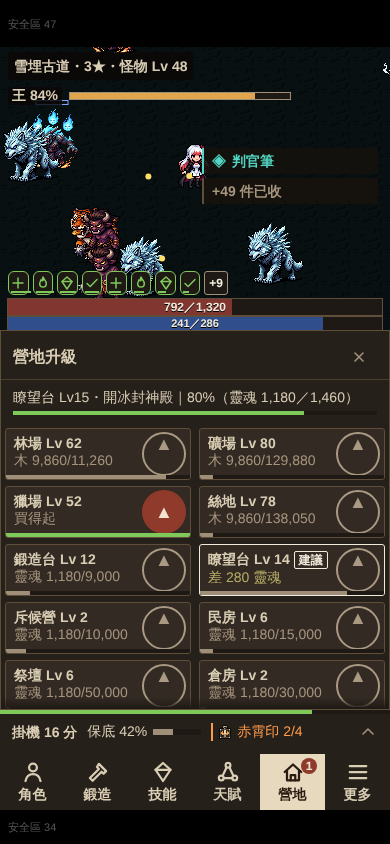 安全區 47
雪埋古道・3★・怪物 Lv 48
王 84%
判官筆
+49 件已收
+9
792／1,320
241／286
營地升級
×
瞭望台 Lv15・開冰封神殿｜80%（靈魂 1,180／1,460）
林場 Lv 62
木 9,860/11,260
礦場 Lv 80
木 9,860/129,880
獵場 Lv 52
買得起
絲地 Lv 78
木 9,860/138,050
鍛造台 Lv 12
靈魂 1,180/9,000
瞭望台 Lv 14 建議
差 280 靈魂
斥候營 Lv 2
靈魂 1,180/10,000
民房 Lv 6
靈魂 1,180/15,000
祭壇 Lv 6
靈魂 1,180/50,000
倉房 Lv 2
靈魂 1,180/30,000
掛機 16 分 保底 42% 赤霄印 2/4
角色 鍛造 技能 天賦 營地 1 更多
安全區 34